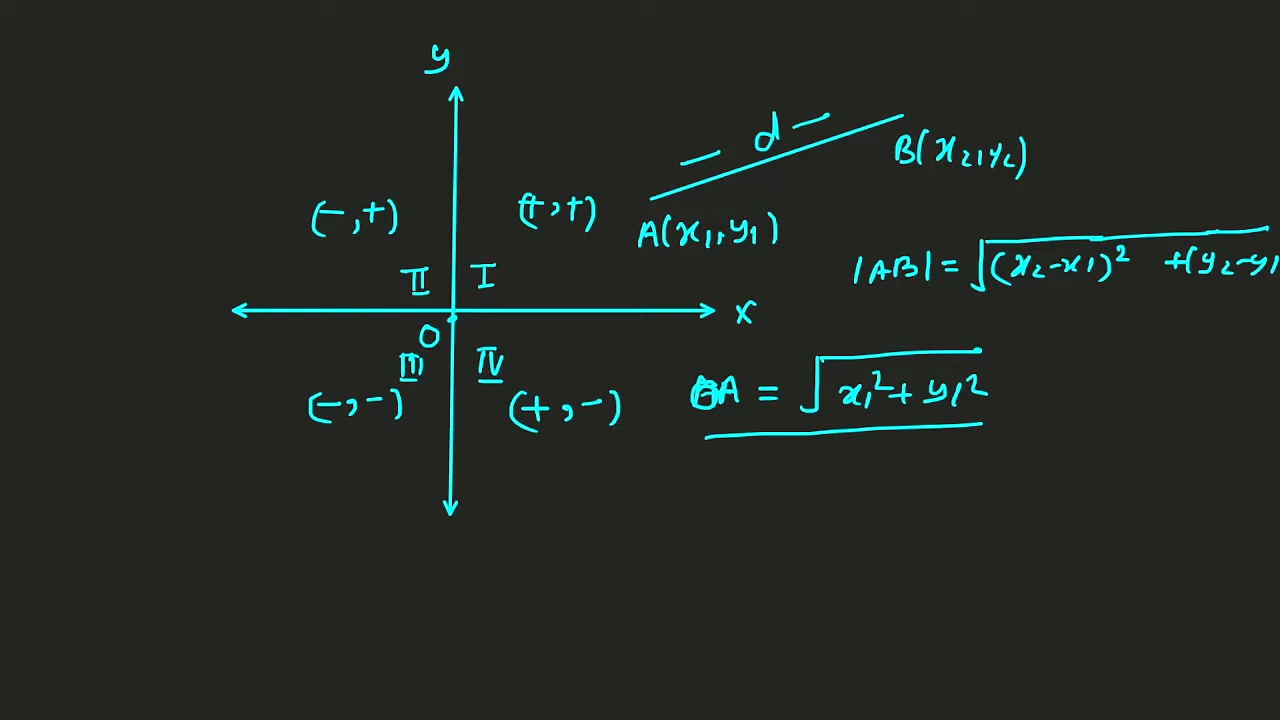 y
d
B(x₂,y₂)
(-,+)
(+,+)
A(x₁,y₁)
|AB| = √(x₂-x₁)² +(y₂-y₁
II
I
x
O
III
IV
(-,-)
(+,-)
OA = √x₁²+y₁²